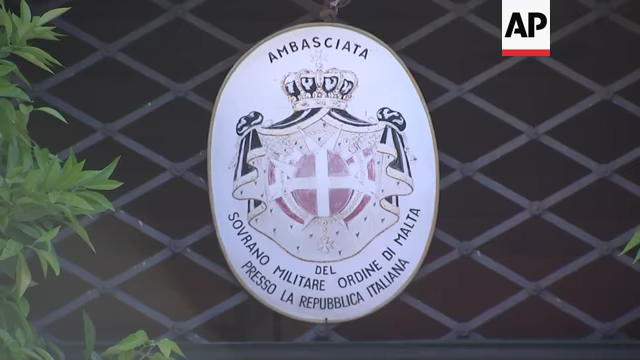 AP
AMBASCIATA
DEL
SOVRANO MILITARE ORDINE DI MALTA
PRESSO LA REPUBBLICA ITALIANA